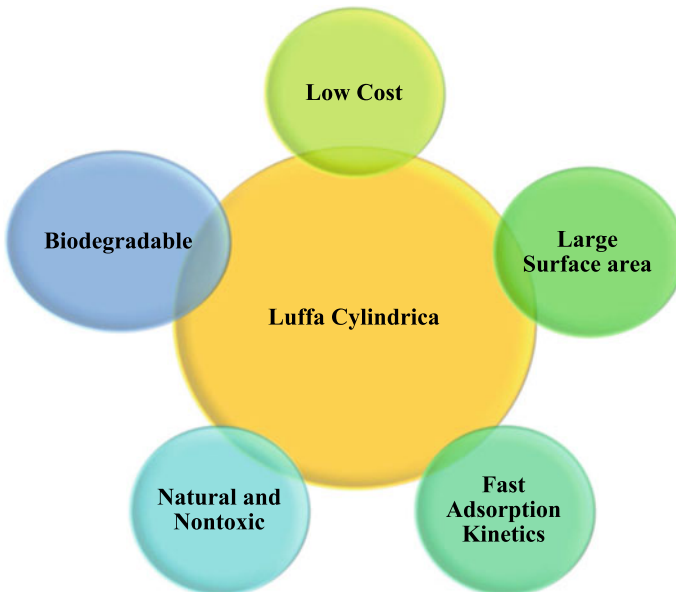 Low Cost
Biodegradable
Large
Surface area
Luffa Cylindrica
Natural and
Nontoxic
Fast
Adsorption
Kinetics